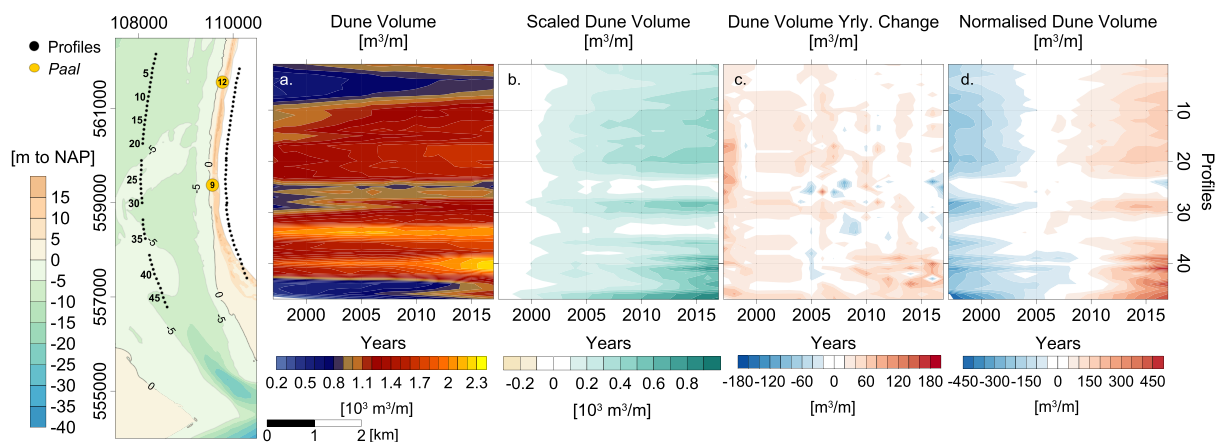 108000 110000
Profiles
Paal
[m to NAP]
15
10
5
0
-5
-10
-15
-20
-25
-30
-35
-40
561000
559000
557000
555000
5
10
15
20
25
30
35
40
45
12
9
0
-5
-5
-5
-5
0
-5
-5
0
Dune Volume
[m³/m]
a.
2000 2005 2010 2015
Years
0.2 0.5 0.8 1.1 1.4 1.7 2 2.3
[10³ m³/m]
0 1 2 [km]
Scaled Dune Volume
[m³/m]
b.
2000 2005 2010 2015
Years
-0.2 0 0.2 0.4 0.6 0.8
[10³ m³/m]
Dune Volume Yrly. Change
[m³/m]
c.
2000 2005 2010 2015
Years
-180 -120 -60 0 60 120 180
[m³/m]
Normalised Dune Volume
[m³/m]
d.
10
20
30
40
Profiles
2000 2005 2010 2015
Years
-450 -300 -150 0 150 300 450
[m³/m]